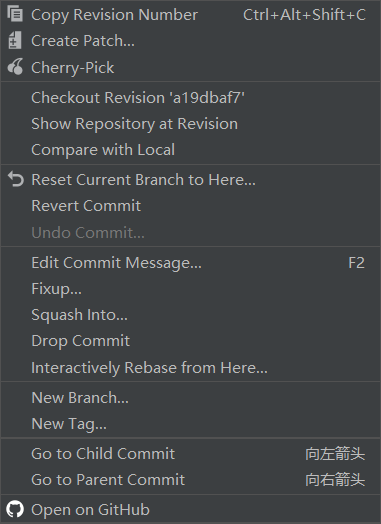 Copy Revision Number Ctrl+Alt+Shift+C
Create Patch...
Cherry-Pick
Checkout Revision 'a19dbaf7'
Show Repository at Revision
Compare with Local
Reset Current Branch to Here...
Revert Commit
Undo Commit...
Edit Commit Message... F2
Fixup...
Squash Into...
Drop Commit
Interactively Rebase from Here...
New Branch...
New Tag...
Go to Child Commit 向左箭头
Go to Parent Commit 向右箭头
Open on GitHub